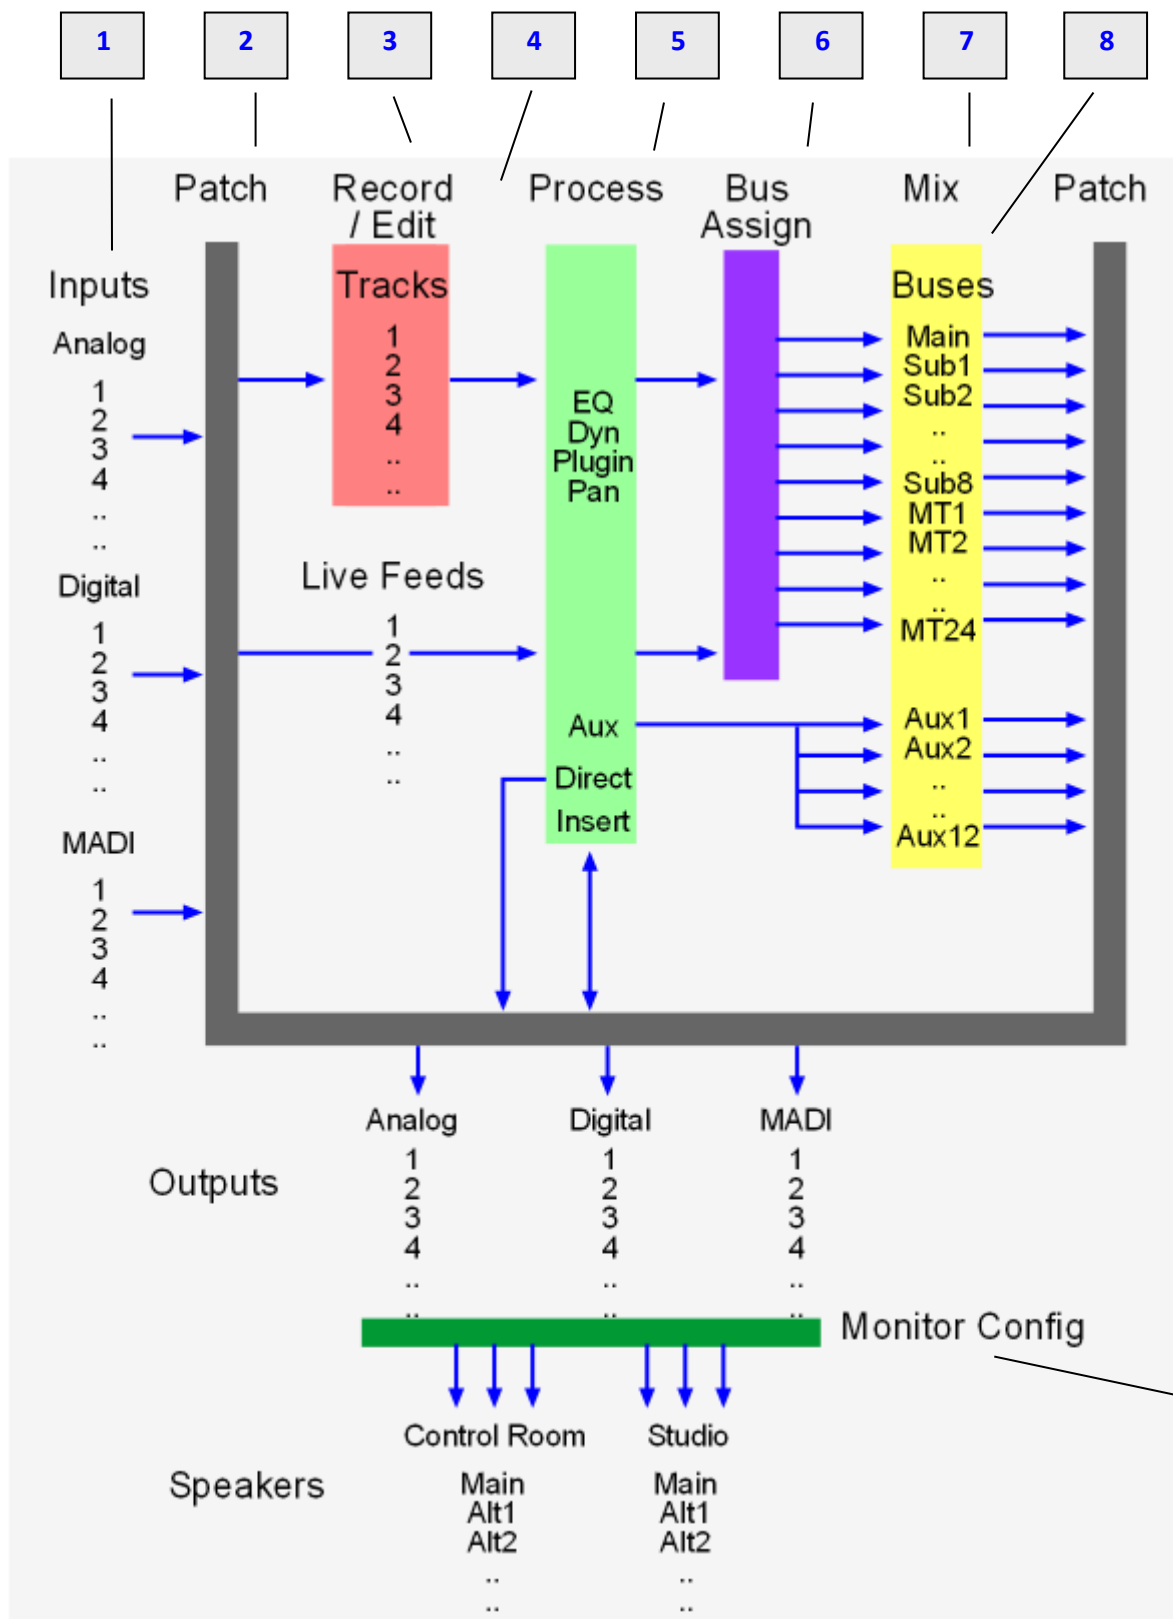 1 2 3 4 5 6 7 8
Patch Record / Edit Process Bus Assign Mix Patch
Inputs
Analog
1
2
3
4
..
..
Digital
1
2
3
4
..
..
MADI
1
2
3
4
..
..
Tracks
1
2
3
4
..
..
Live Feeds
1
2
3
4
..
..
EQ
Dyn
Plugin
Pan
Aux
Direct
Insert
Buses
Main
Sub1
Sub2
..
..
Sub8
MT1
MT2
..
..
MT24
Aux1
Aux2
..
..
Aux12
Outputs
Analog
1
2
3
4
..
..
Digital
1
2
3
4
..
..
MADI
1
2
3
4
..
..
Monitor Config
Speakers
Control Room
Main
Alt1
Alt2
..
..
Studio
Main
Alt1
Alt2
..
..